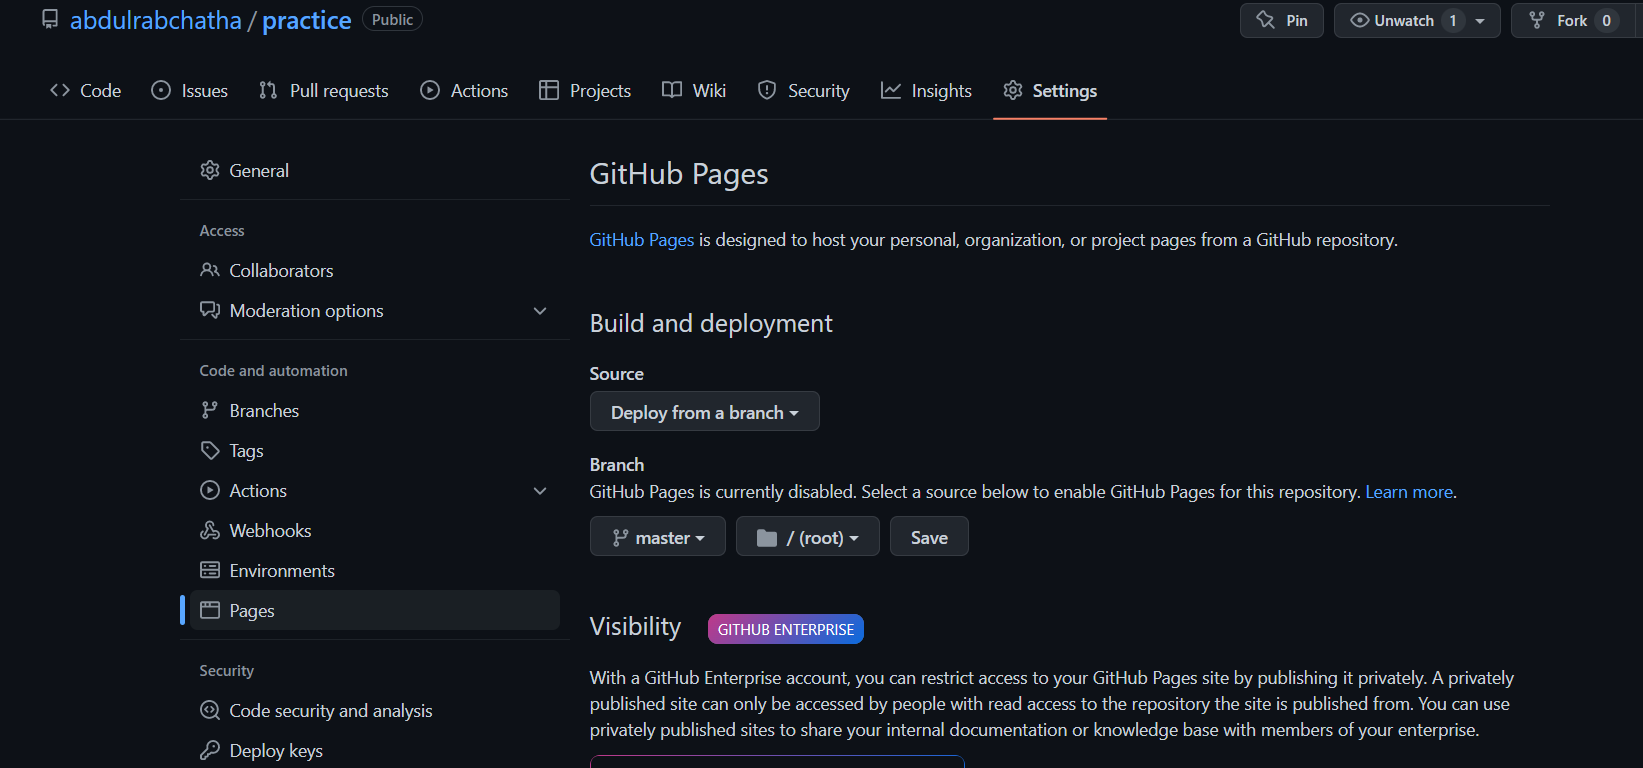 abdulrabchatha / practice Public
Pin Unwatch 1 Fork 0
Code Issues Pull requests Actions Projects Wiki Security Insights Settings
General
Access
Collaborators
Moderation options
Code and automation
Branches
Tags
Actions
Webhooks
Environments
Pages
Security
Code security and analysis
Deploy keys
GitHub Pages
GitHub Pages is designed to host your personal, organization, or project pages from a GitHub repository.
Build and deployment
Source
Deploy from a branch
Branch
GitHub Pages is currently disabled. Select a source below to enable GitHub Pages for this repository. Learn more.
master / (root) Save
Visibility GITHUB ENTERPRISE
With a GitHub Enterprise account, you can restrict access to your GitHub Pages site by publishing it privately. A privately
published site can only be accessed by people with read access to the repository the site is published from. You can use
privately published sites to share your internal documentation or knowledge base with members of your enterprise.